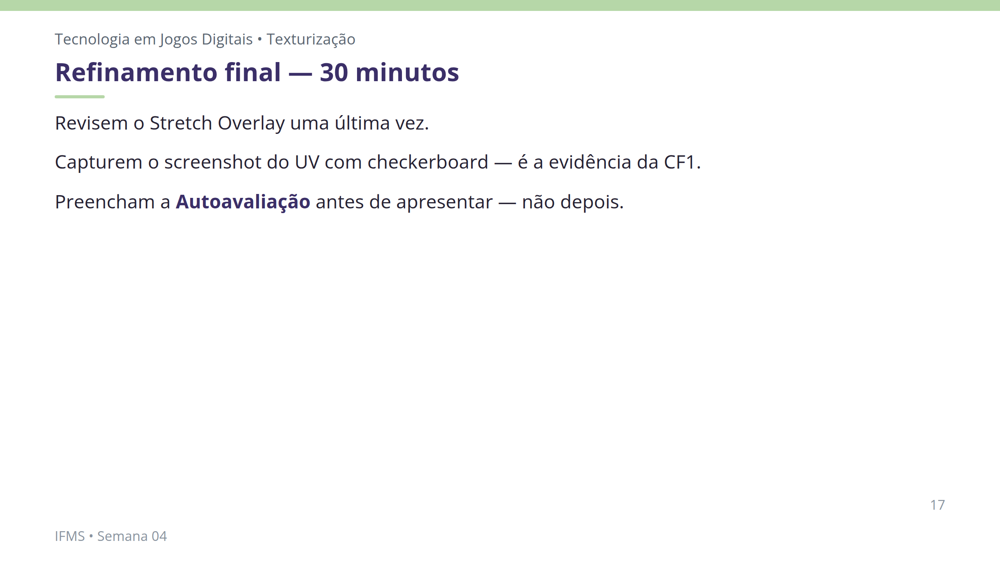 Tecnologia em Jogos Digitais • Texturização
Refinamento final — 30 minutos
Revisem o Stretch Overlay uma última vez.
Capturem o screenshot do UV com checkerboard — é a evidência da CF1.
Preencham a Autoavaliação antes de apresentar — não depois.
17
IFMS • Semana 04